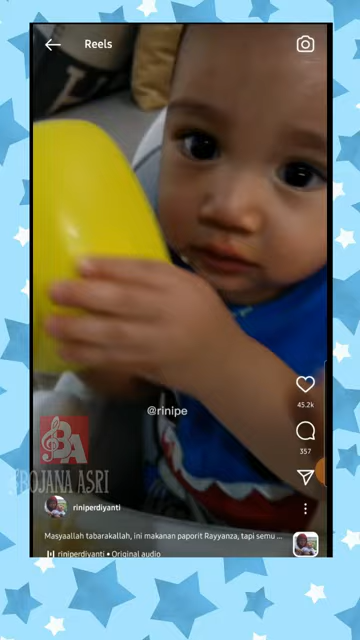 Reels
@rinipe
45.2k
357
BA
BOJANA ASRI
riniperdiyanti
Masyaallah tabarakallah, ini makanan paporit Rayyanza, tapi semu ...
riniperdiyanti • Original audio